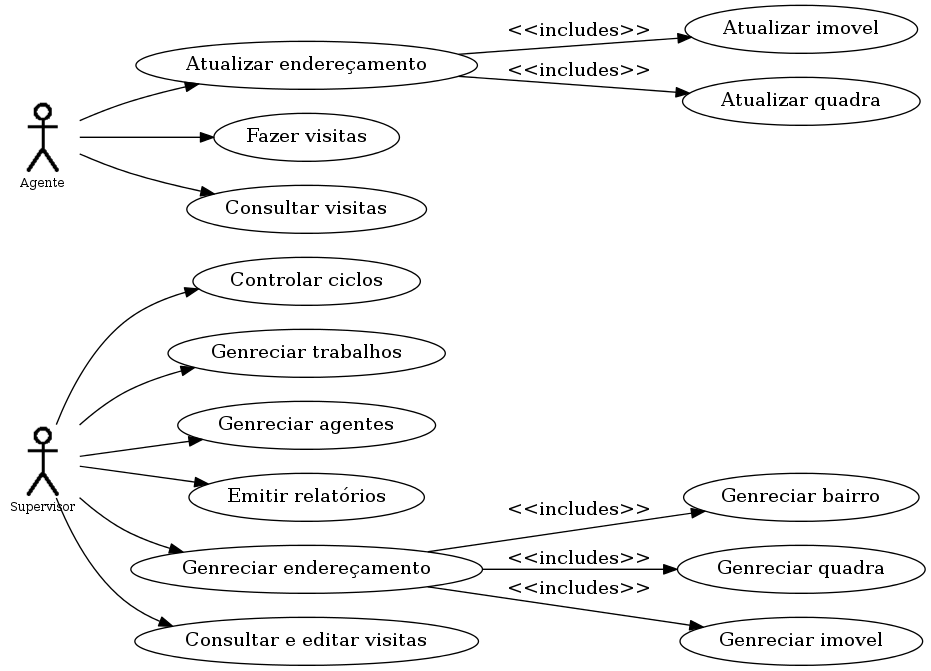 <<includes>>
Atualizar imovel
Atualizar endereçamento
<<includes>>
Atualizar quadra
Fazer visitas
Agente
Consultar visitas
Controlar ciclos
Genreciar trabalhos
Genreciar agentes
Emitir relatórios
Supervisor
<<includes>>
Genreciar bairro
Genreciar endereçamento
<<includes>>
Genreciar quadra
<<includes>>
Genreciar imovel
Consultar e editar visitas